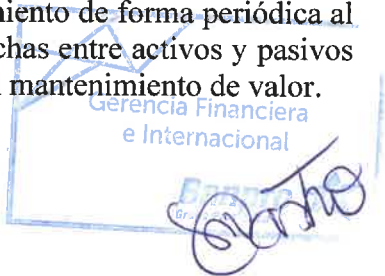 miento de forma periódica al
chas entre activos y pasivos
mantenimiento de valor.
Gerencia Financiera
e Internacional